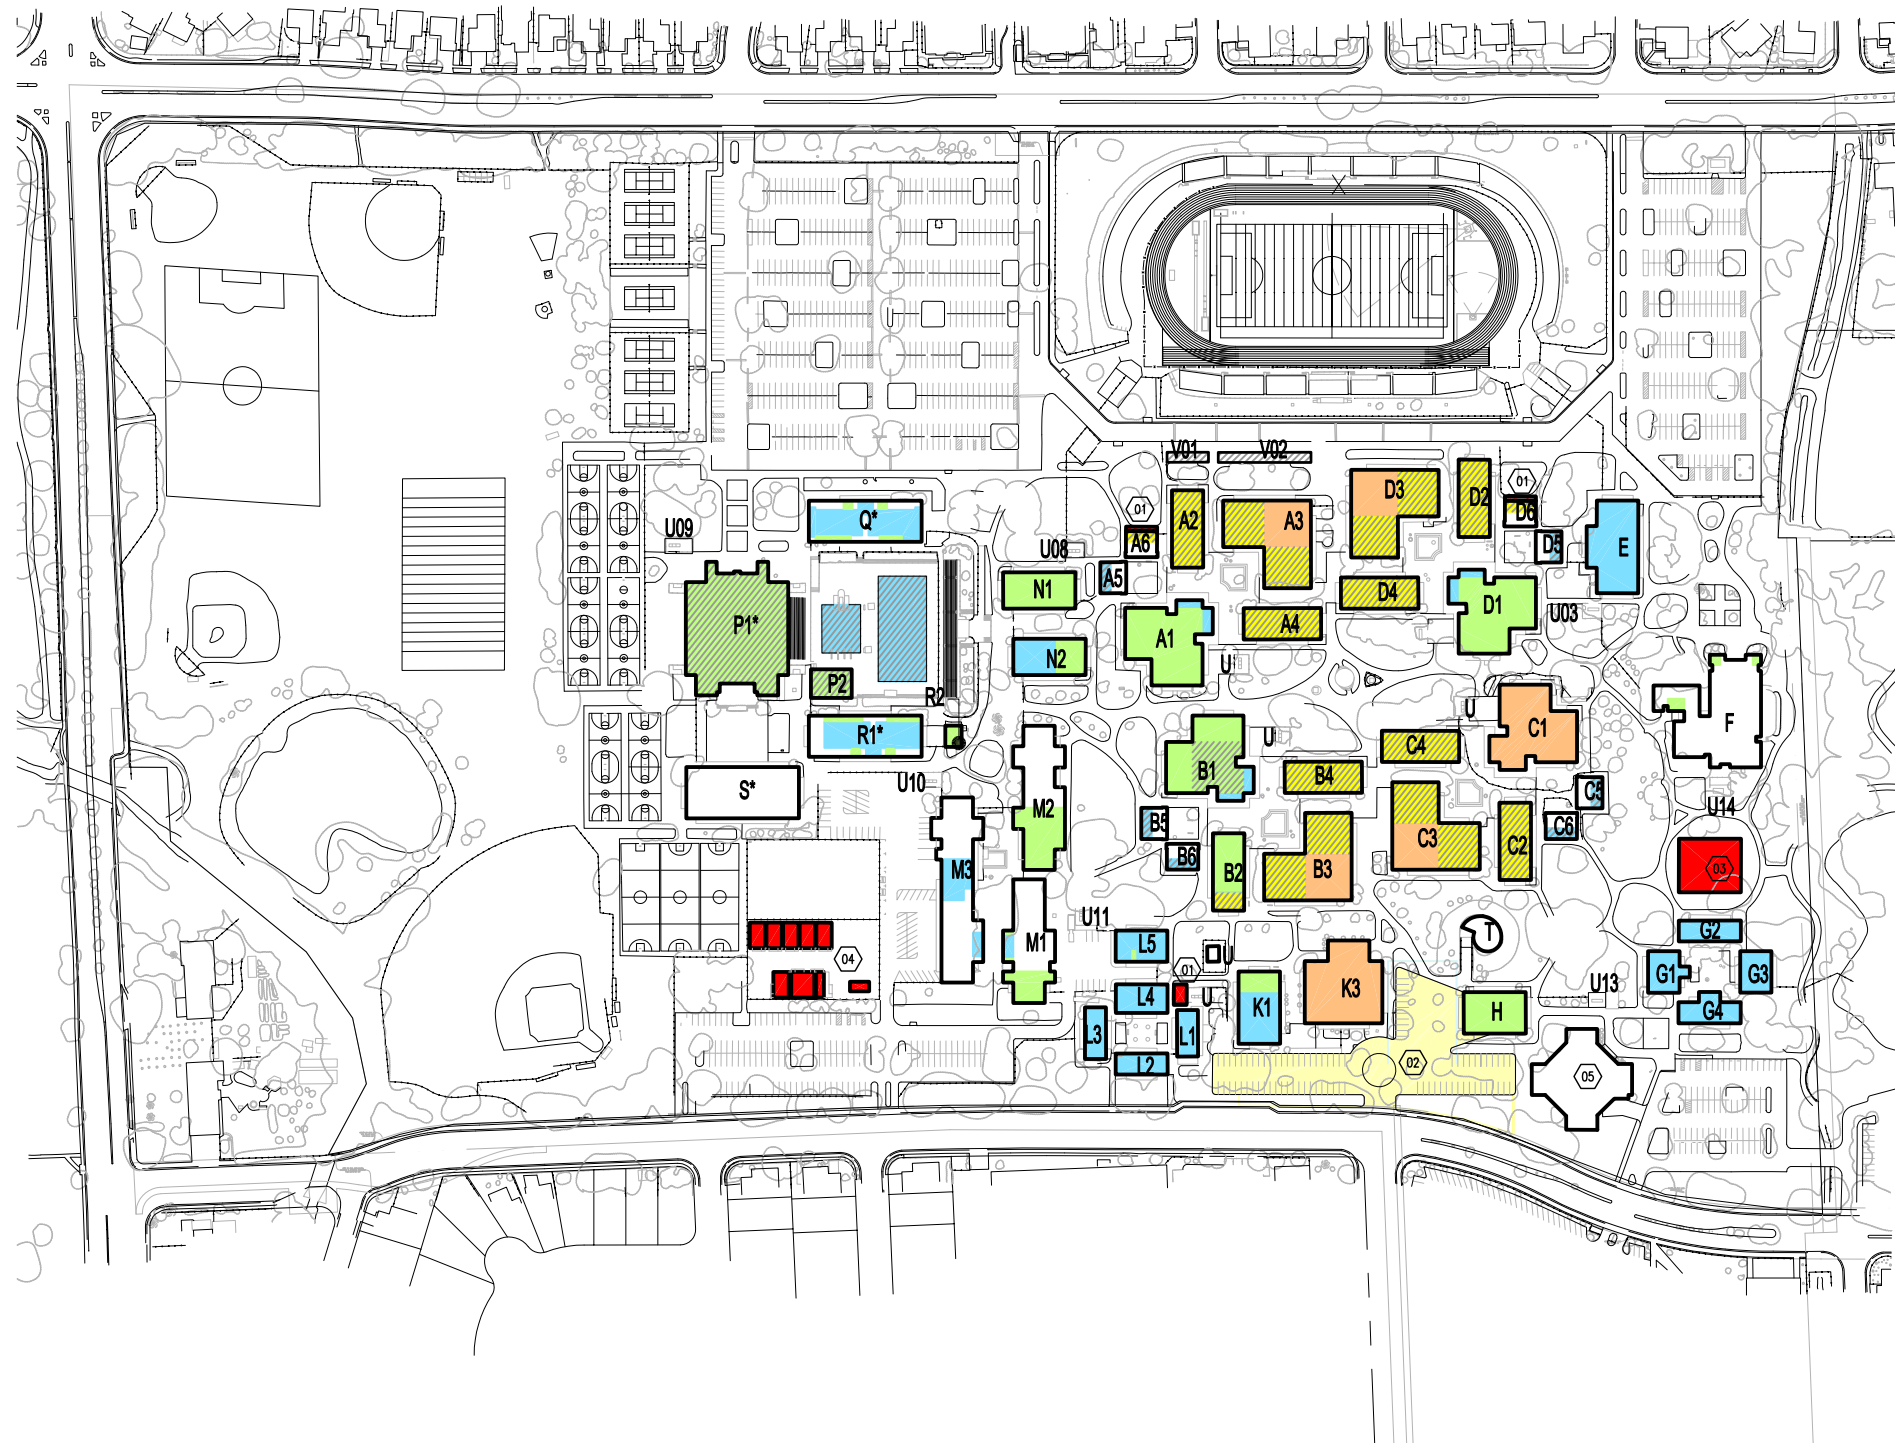 V01
V02
D3
01
D2
01
A2
A3
D6
Q*
U09
A6
D5
E
U08
A5
N1
D4
D1
U03
P1*
A4
A1
N2
U
P2
R2
U
F
R1*
U
C1
C4
B1
B4
U10
S*
C5
U14
M2
B5
C6
C3
C2
B6
M3
B2
B3
03
U11
T
G2
M1
L5
U
04
01
G1
G3
K3
U13
L4
U
K1
H
G4
L3
L1
L2
02
05